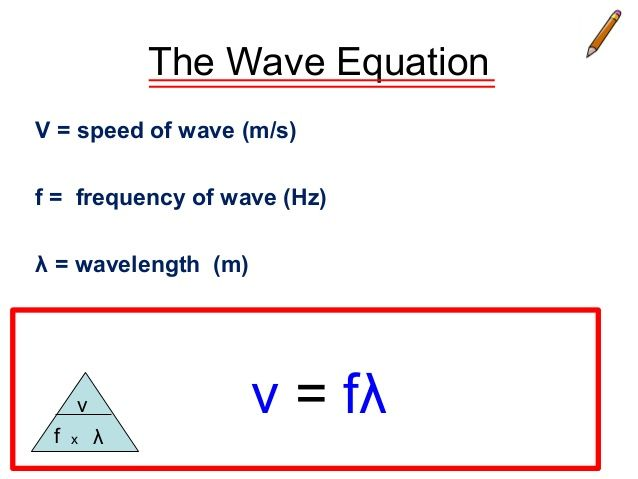 The Wave Equation
V = speed of wave (m/s)
f = frequency of wave (Hz)
λ = wavelength (m)
v = fλ
v
f x λ